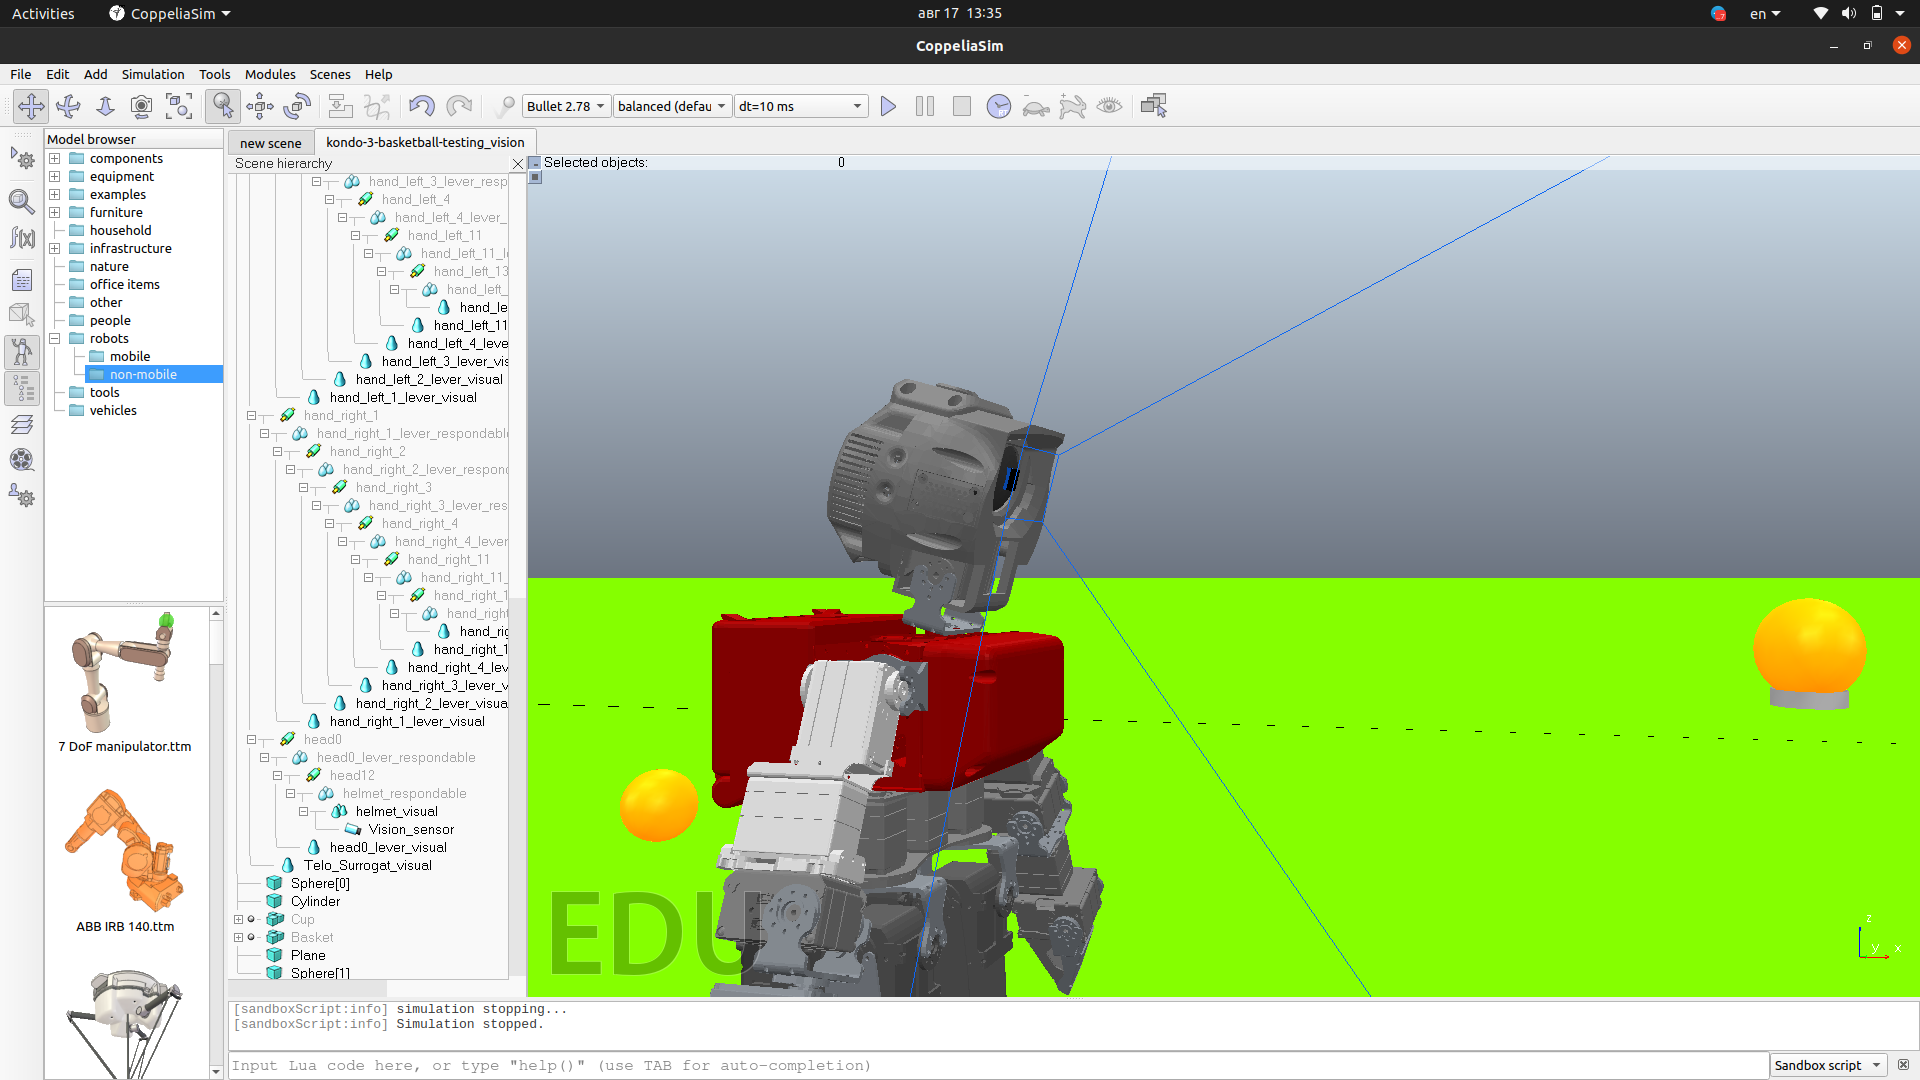 Activities
CoppeliaSim
авг 17 13:35
en
CoppeliaSim
File Edit Add Simulation Tools Modules Scenes Help
Bullet 2.78
balanced (defau
dt=10 ms
Model browser
components
equipment
examples
furniture
household
infrastructure
nature
office items
other
people
robots
mobile
non-mobile
tools
vehicles
7 DoF manipulator.ttm
ABB IRB 140.ttm
new scene
kondo-3-basketball-testing_vision
Scene hierarchy
hand_left_3_lever_resp
hand_left_4
hand_left_4_lever_
hand_left_11
hand_left_11_l
hand_left_13
hand_left_
hand_le
hand_left_11
hand_left_4_leve
hand_left_3_lever_vis
hand_left_2_lever_visual
hand_left_1_lever_visual
hand_right_1
hand_right_1_lever_respondabl
hand_right_2
hand_right_2_lever_respon
hand_right_3
hand_right_3_lever_res
hand_right_4
hand_right_4_lever
hand_right_11
hand_right_11_
hand_right_1
hand_right
hand_rig
hand_right_1
hand_right_4_lev
hand_right_3_lever_v
hand_right_2_lever_visua
hand_right_1_lever_visual
head0
head0_lever_respondable
head12
helmet_respondable
helmet_visual
Vision_sensor
head0_lever_visual
Telo_Surrogat_visual
Sphere[0]
Cylinder
Cup
Basket
Plane
Sphere[1]
Selected objects: 0
EDU
z
y
x
[sandboxScript:info] simulation stopping...
[sandboxScript:info] Simulation stopped.
Input Lua code here, or type "help()" (use TAB for auto-completion)
Sandbox script